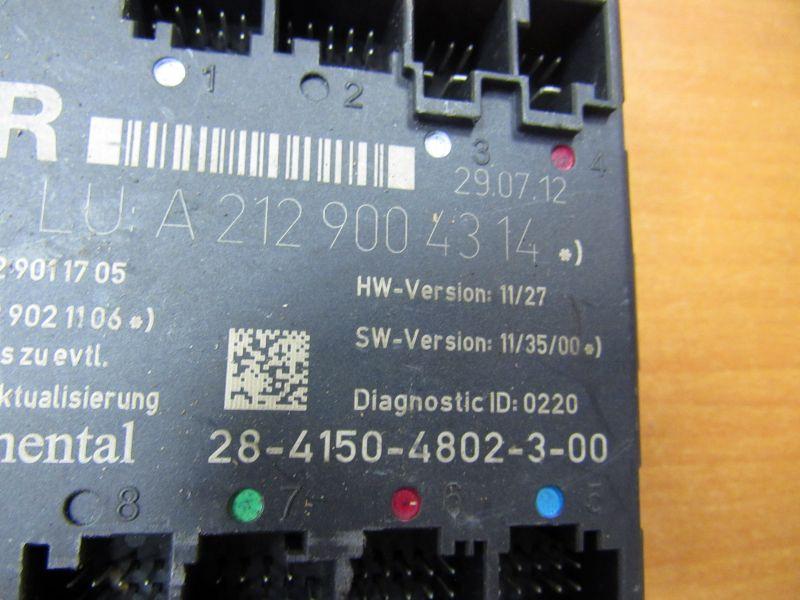 1 2
3 4
R
29.07.12
LU: A 212 900 43 14 *)
2 901 17 05
HW-Version: 11/27
902 11 06 *)
SW-Version: 11/35/00 *)
s zu evtl.
ktualisierung
Diagnostic ID: 0220
nental
28-4150-4802-3-00
8 7 6 5